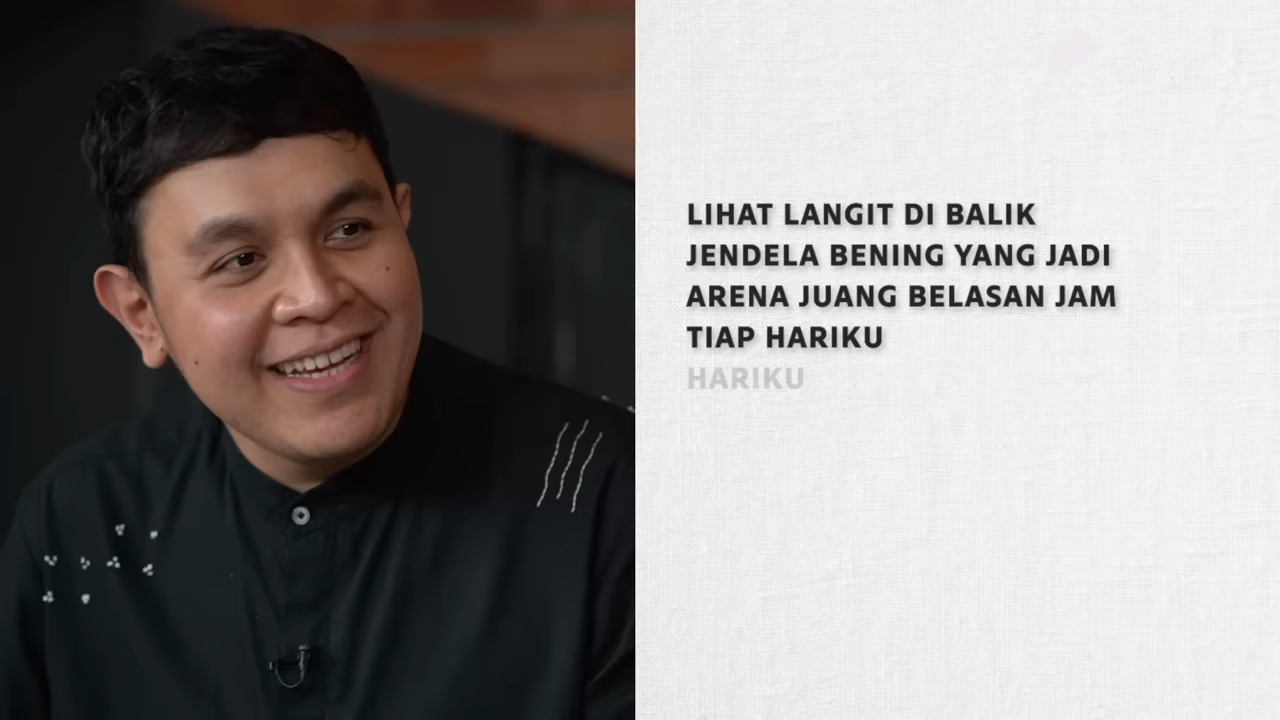 LIHAT LANGIT DI BALIK
JENDELA BENING YANG JADI
ARENA JUANG BELASAN JAM
TIAP HARIKU
HARIKU